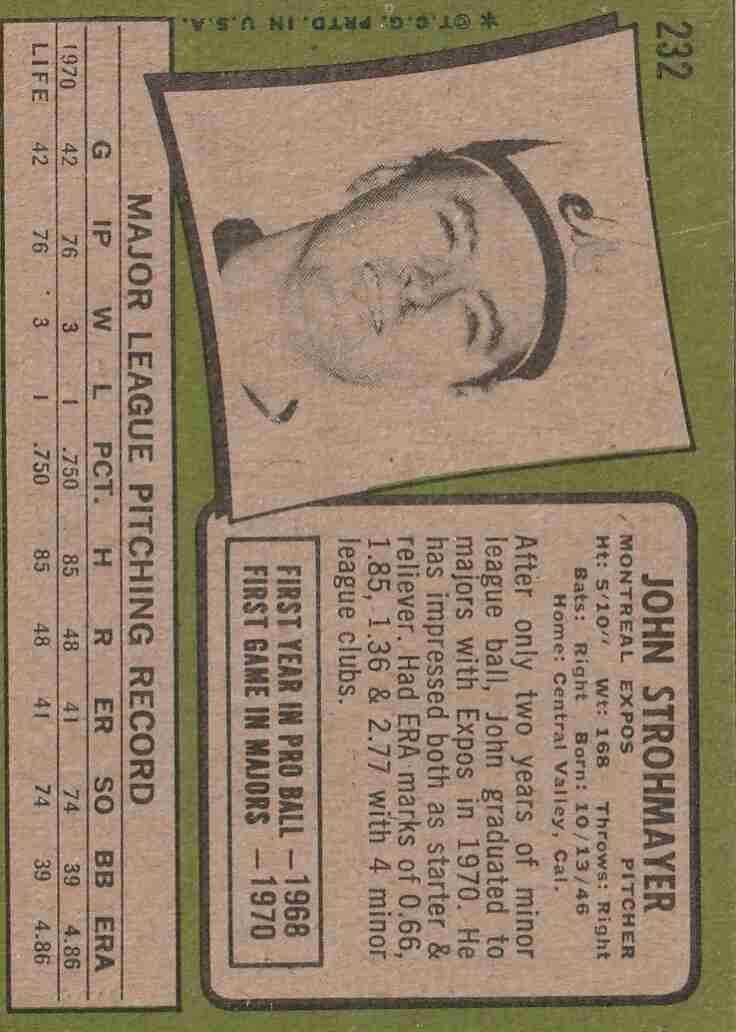 232
JOHN STROHMAYER
MONTREAL EXPOS PITCHER
Ht: 5'10" Wt: 168 Throws: Right
Bats: Right Born: 10/13/46
Home: Central Valley, Cal.
After only two years of minor
league ball, John graduated to
majors with Expos in 1970. He
has impressed both as starter &
reliever. Had ERA marks of 0.66,
1.85, 1.36 & 2.77 with 4 minor
league clubs.
FIRST YEAR IN PRO BALL — 1968
FIRST GAME IN MAJORS — 1970
MAJOR LEAGUE PITCHING RECORD
G IP W L PCT. H R ER SO BB ERA
1970 42 76 3 1 .750 85 48 41 74 39 4.86
LIFE 42 76 3 1 .750 85 48 41 74 39 4.86
*©T.C.G. PRTD. IN U.S.A.